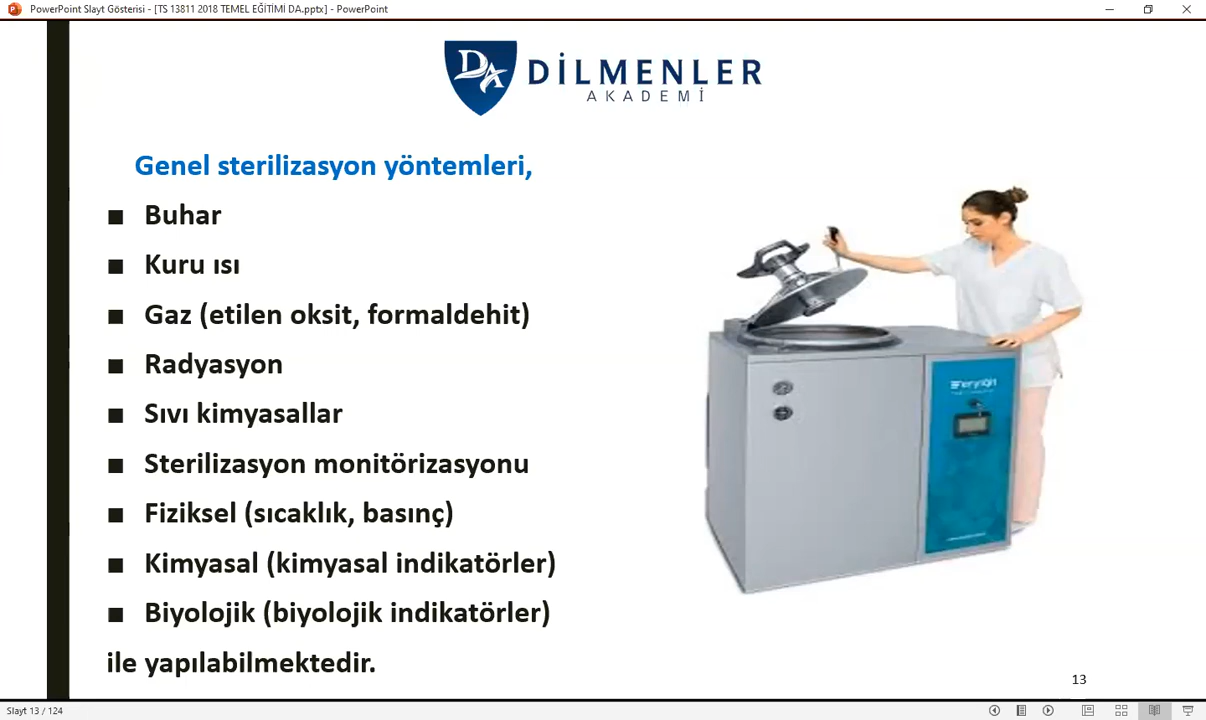 PowerPoint Slayt Gösterisi - [TS 13811 2018 TEMEL EĞİTİMİ DA.pptx] - PowerPoint
DA DİLMENLER
AKADEMİ
Genel sterilizasyon yöntemleri,
■ Buhar
■ Kuru ısı
■ Gaz (etilen oksit, formaldehit)
■ Radyasyon
■ Sıvı kimyasallar
■ Sterilizasyon monitörizasyonu
■ Fiziksel (sıcaklık, basınç)
■ Kimyasal (kimyasal indikatörler)
■ Biyolojik (biyolojik indikatörler)
ile yapılabilmektedir.
13
Slayt 13 / 124